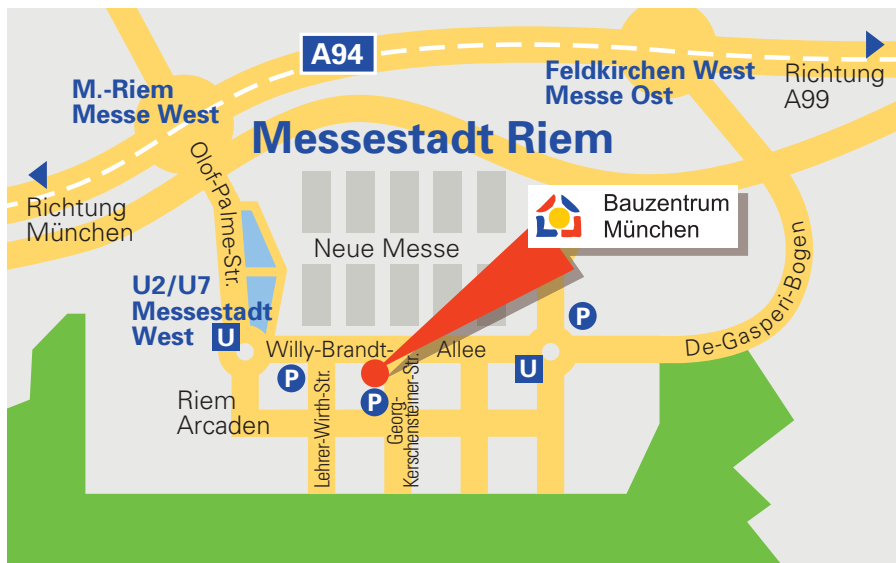 A94
M.-Riem
Messe West
Feldkirchen West
Messe Ost
Richtung
A99
Messestadt Riem
Olof-Palme-Str.
Richtung
München
Bauzentrum
München
Neue Messe
De-Gasperi-Bogen
U2/U7
Messestadt
West
U
P
Willy-Brandt-
Allee
U
P
P
Riem
Arcaden
Lehrer-Wirth-Str.
Georg-
Kerschensteiner-Str.